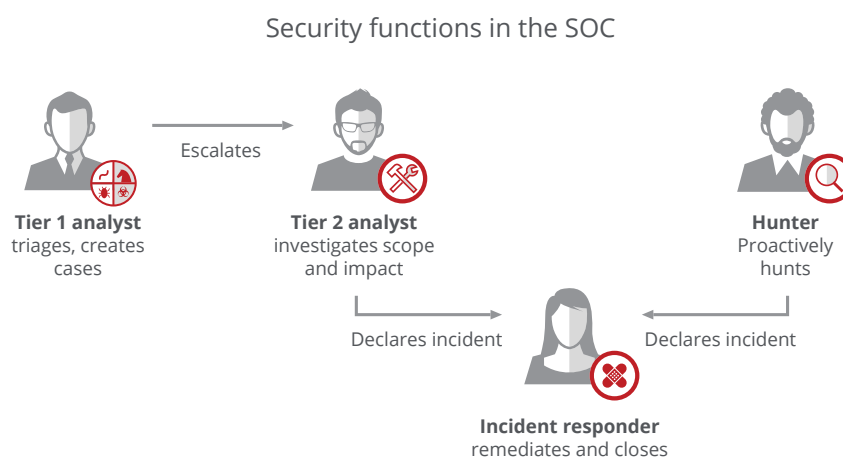 Security functions in the SOC
Escalates
Tier 1 analyst
triages, creates
cases
Tier 2 analyst
investigates scope
and impact
Hunter
Proactively
hunts
Declares incident
Declares incident
Incident responder
remediates and closes